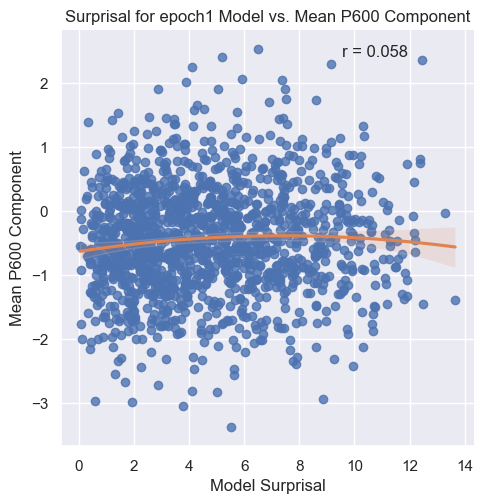 Surprisal for epoch1 Model vs. Mean P600 Component
r = 0.058
2
1
0
−1
−2
−3
Mean P600 Component
0 2 4 6 8 10 12 14
Model Surprisal